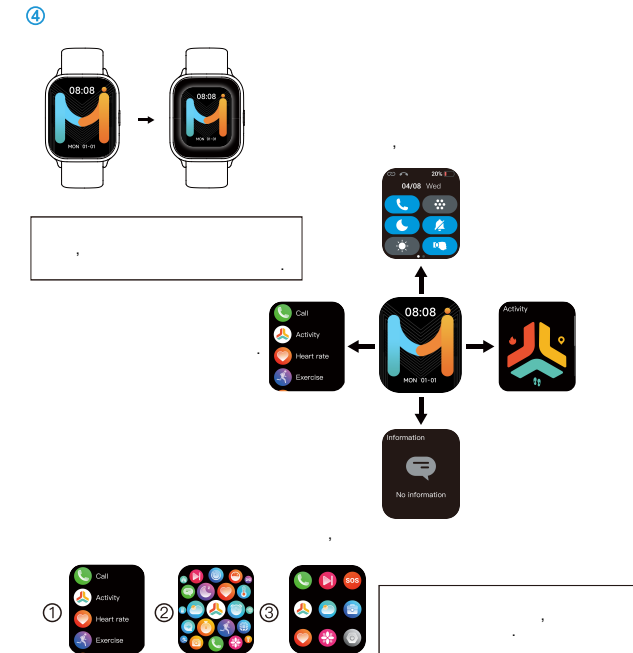 ④
08:08
MON 01-01
08:08
MON 01-01
,
20%
04/08 Wed
,
.
08:08
MON 01-01
Call
Activity
Heart rate
Exercise
.
Activity
Information
No information
,
①
Call
Activity
Heart rate
Exercise
②
③
SOS
,
.